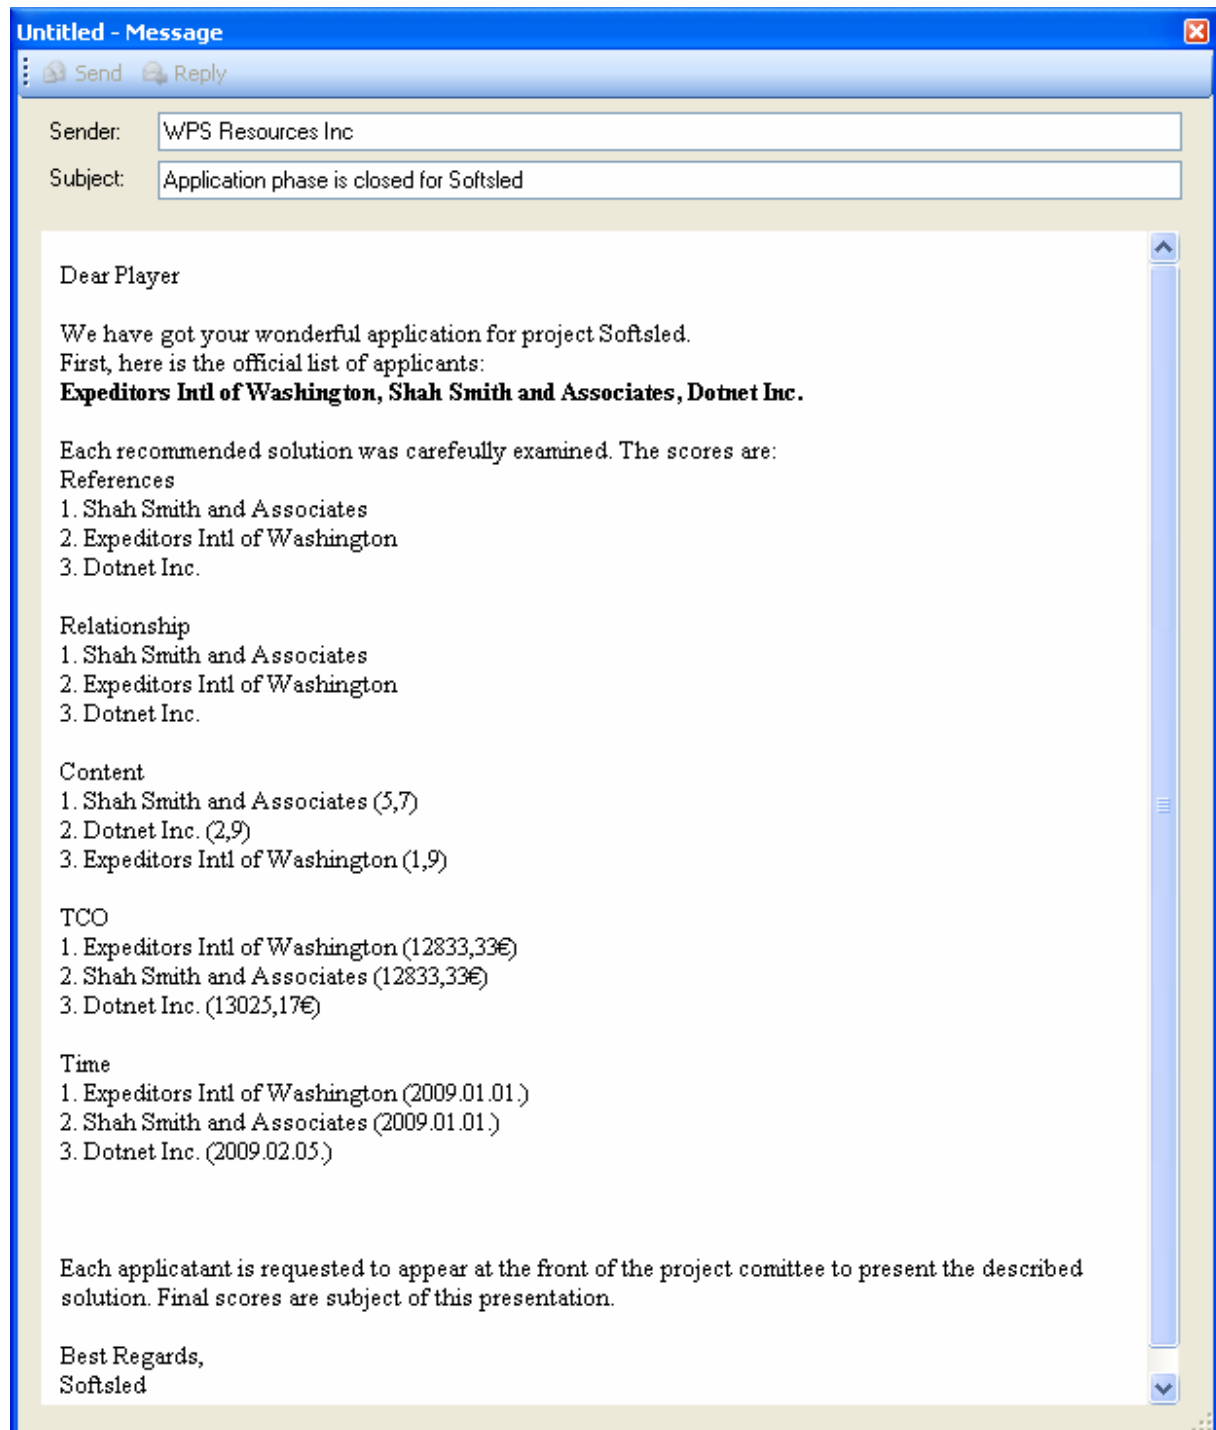 Untitled - Message
Send Reply
Sender: WPS Resources Inc
Subject: Application phase is closed for Softsled
Dear Player
We have got your wonderful application for project Softsled.
First, here is the official list of applicants:
Expeditors Intl of Washington, Shah Smith and Associates, Dotnet Inc.
Each recommended solution was carefeully examined. The scores are:
References
1. Shah Smith and Associates
2. Expeditors Intl of Washington
3. Dotnet Inc.
Relationship
1. Shah Smith and Associates
2. Expeditors Intl of Washington
3. Dotnet Inc.
Content
1. Shah Smith and Associates (5,7)
2. Dotnet Inc. (2,9)
3. Expeditors Intl of Washington (1,9)
TCO
1. Expeditors Intl of Washington (12833,33€)
2. Shah Smith and Associates (12833,33€)
3. Dotnet Inc. (13025,17€)
Time
1. Expeditors Intl of Washington (2009.01.01.)
2. Shah Smith and Associates (2009.01.01.)
3. Dotnet Inc. (2009.02.05.)
Each applicatant is requested to appear at the front of the project comittee to present the described
solution. Final scores are subject of this presentation.
Best Regards,
Softsled